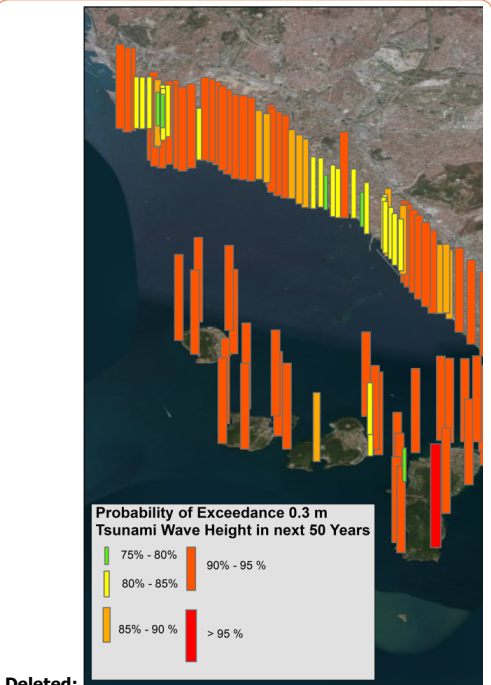 Probability of Exceedance 0.3 m
Tsunami Wave Height in next 50 Years
75% - 80%
80% - 85%
85% - 90 %
90% - 95 %
> 95 %
Deleted: